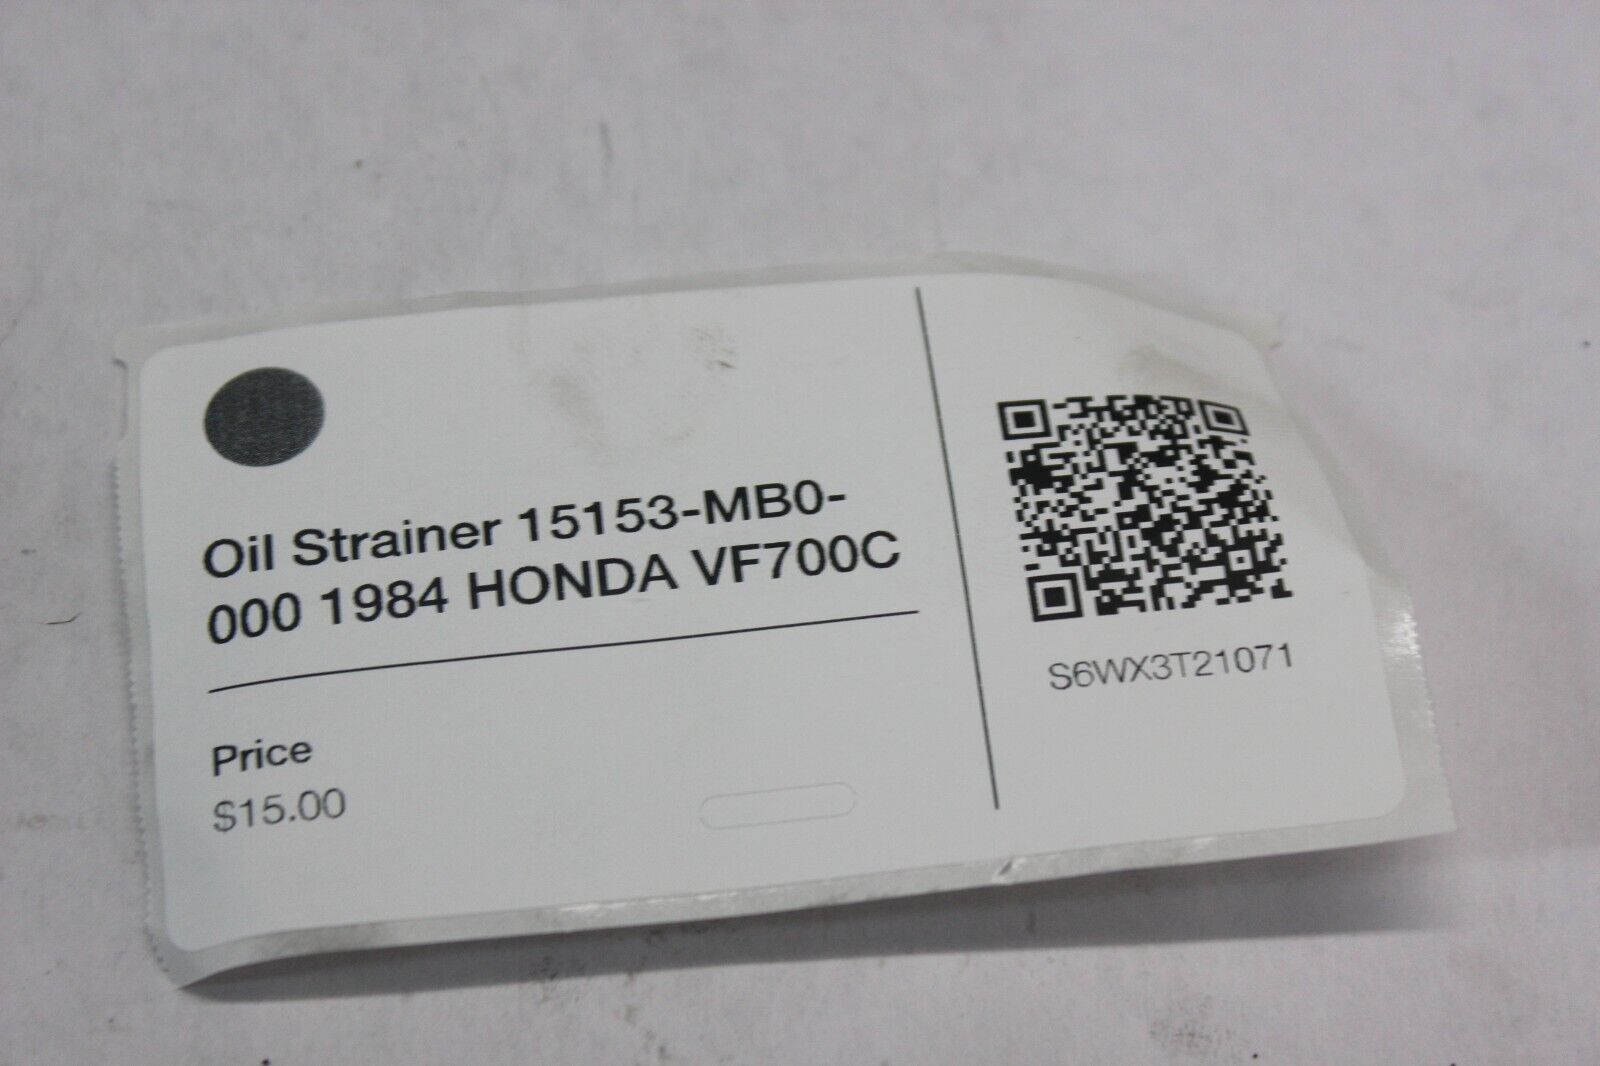 Oil Strainer 15153-MB0-
000 1984 HONDA VF700C
Price
$15.00
S6WX3T21071